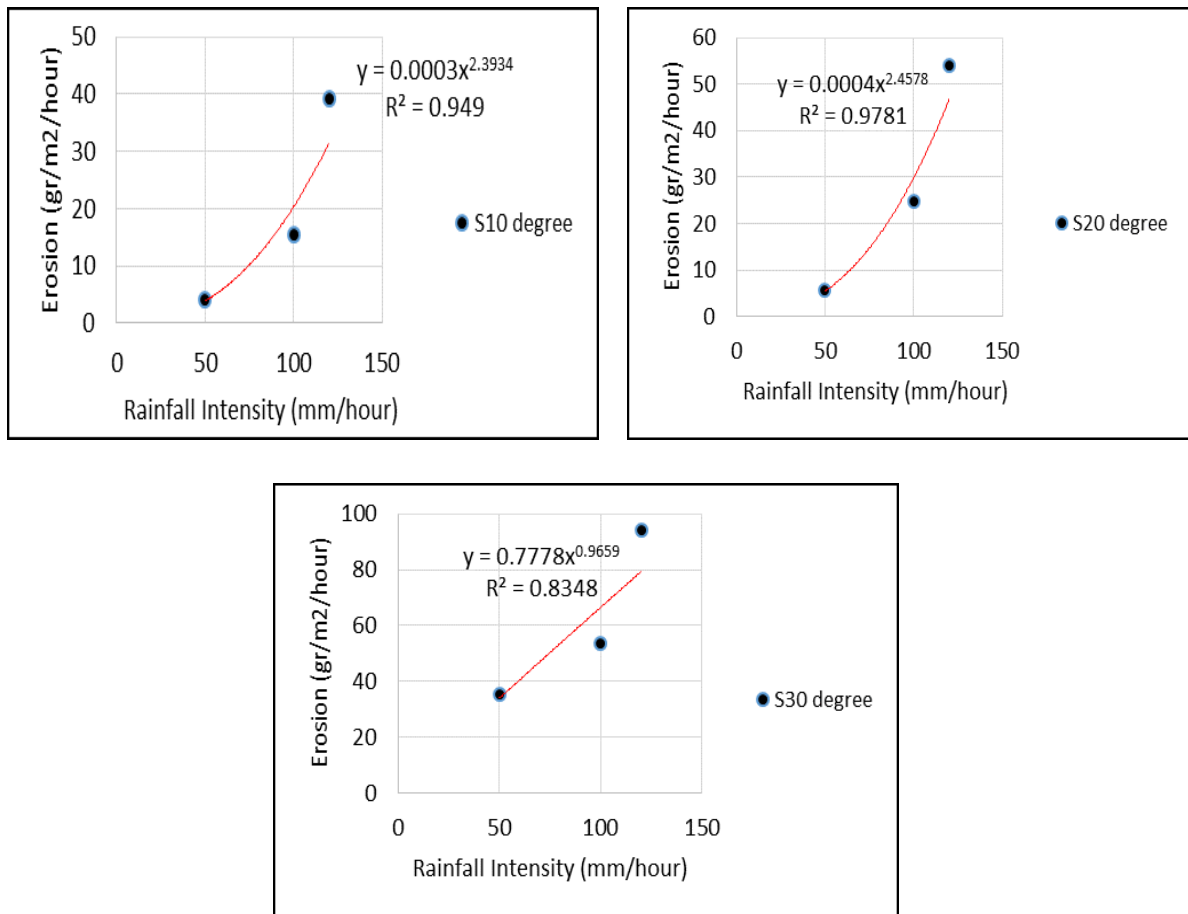 50
40
30
20
10
0
Erosion (gr/m2/hour)
y = 0.0003x^2.3934
R² = 0.949
S10 degree
0 50 100 150
Rainfall Intensity (mm/hour)
60
50
40
30
20
10
0
Erosion (gr/m2/hour)
y = 0.0004x^2.4578
R² = 0.9781
S20 degree
0 50 100 150
Rainfall Intensity (mm/hour)
100
80
60
40
20
0
Erosion (gr/m2/hour)
y = 0.7778x^0.9659
R² = 0.8348
S30 degree
0 50 100 150
Rainfall Intensity (mm/hour)